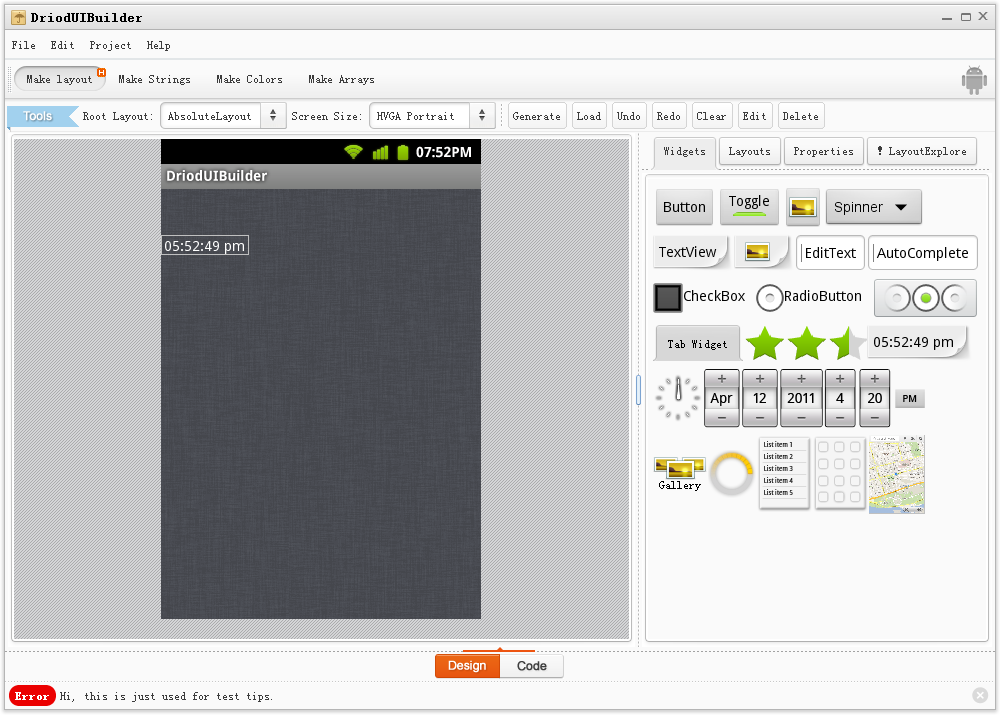 DriodUIBuilder
File Edit Project Help
Make layout H Make Strings Make Colors Make Arrays
Tools Root Layout: AbsoluteLayout Screen Size: HVGA Portrait Generate Load Undo Redo Clear Edit Delete
07:52PM
DriodUIBuilder
05:52:49 pm
Widgets Layouts Properties ! LayoutExplore
Button Toggle Spinner
TextView EditText AutoComplete
CheckBox RadioButton
Tab Widget 05:52:49 pm
+ + + + +
Apr 12 2011 4 20 PM
− − − − −
Gallery
List item 1
List item 2
List item 3
List item 4
List item 5
Design Code
Error Hi, this is just used for test tips.